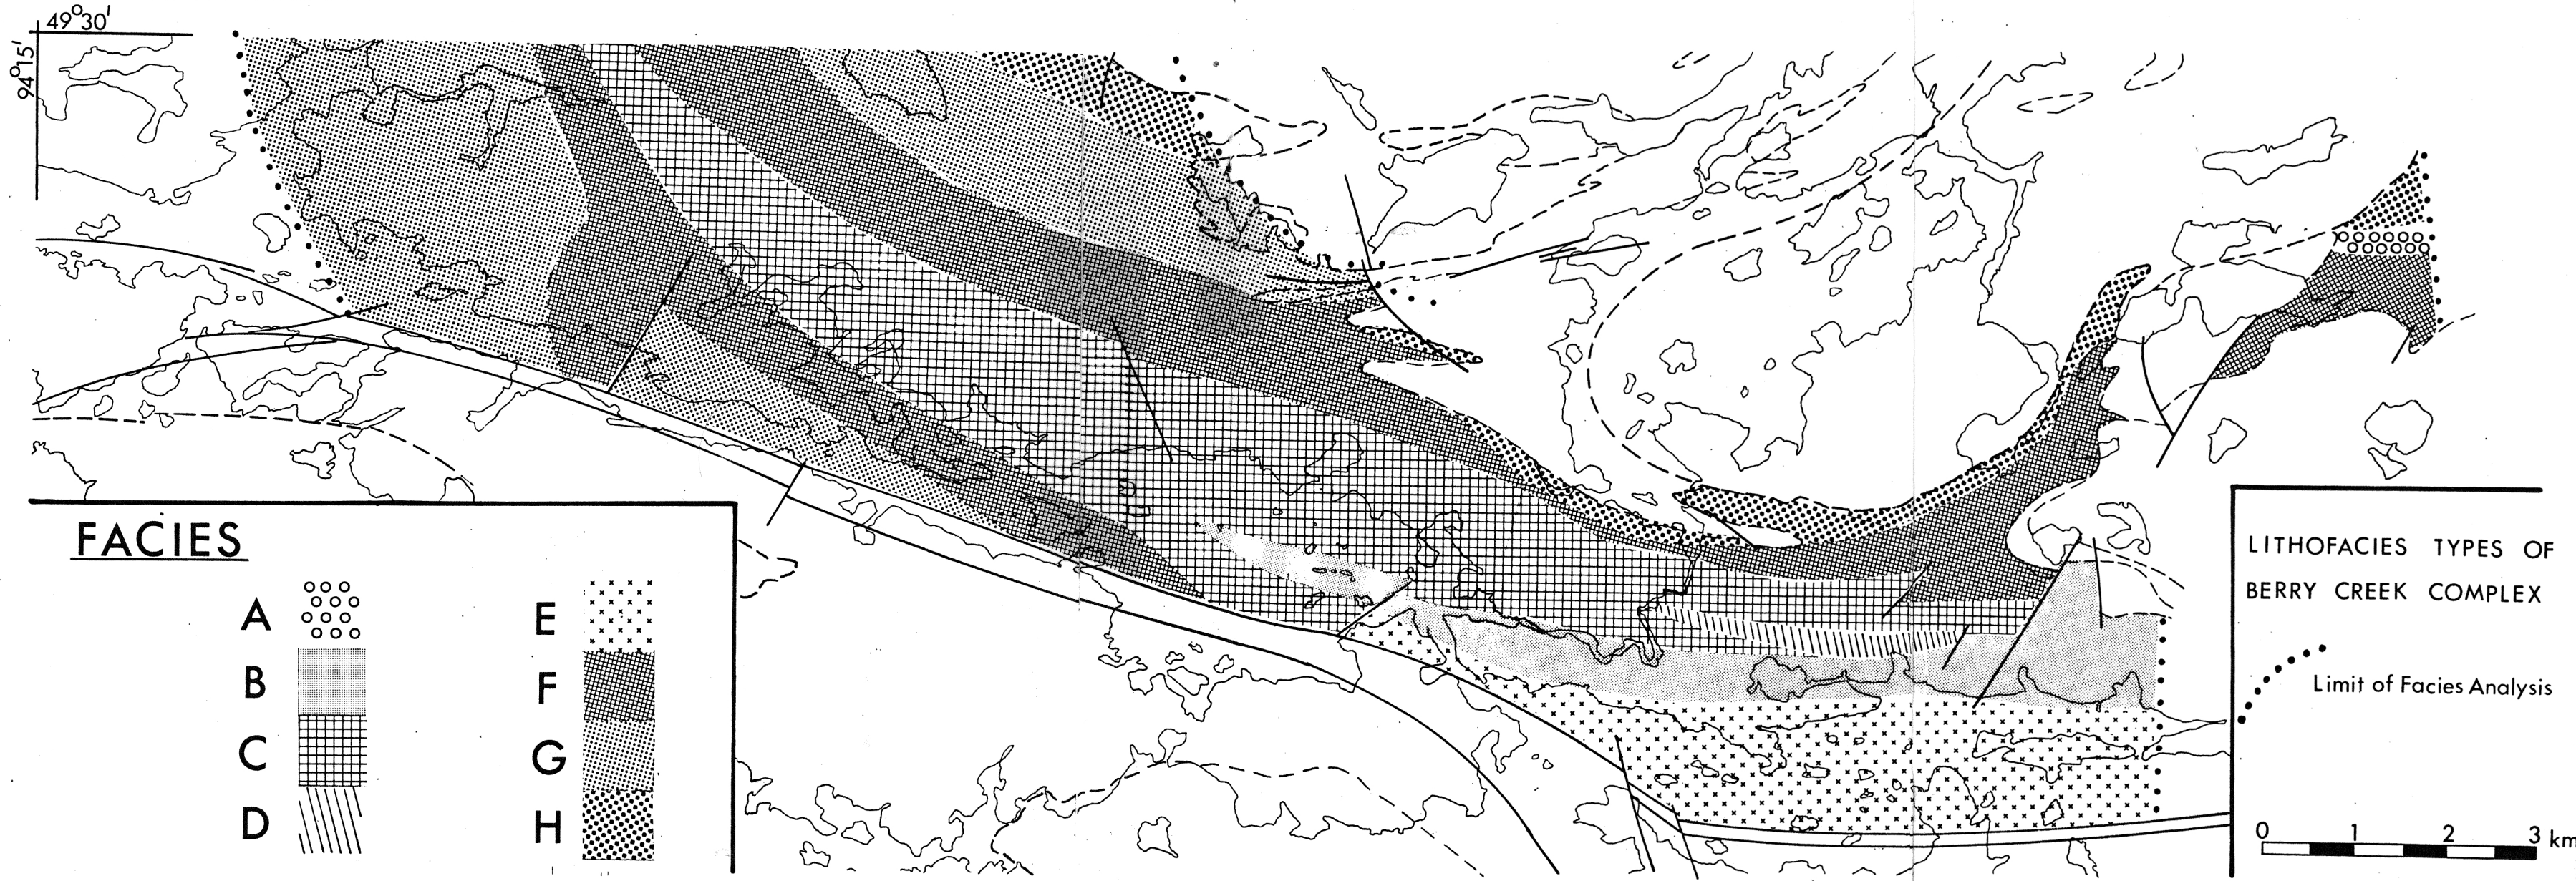 49°30'
94°15'
FACIES
A
B
C
D
E
F
G
H
LITHOFACIES TYPES OF
BERRY CREEK COMPLEX
Limit of Facies Analysis
0 1 2 3 km